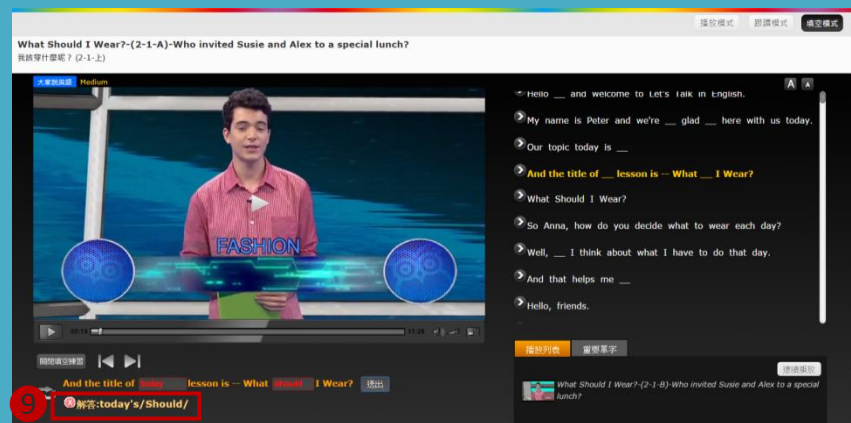 播放模式 跟讀模式 填空模式
What Should I Wear?-(2-1-A)-Who invited Susie and Alex to a special lunch?
我該穿什麼呢？(2-1-上)
大家說英語 Medium
A A
Hello __ and welcome to Let's Talk in English.
My name is Peter and we're __ glad __ here with us today.
Our topic today is __
And the title of __ lesson is -- What __ I Wear?
What Should I Wear?
So Anna, how do you decide what to wear each day?
Well, __ I think about what I have to do that day.
And that helps me __
Hello, friends.
FASHION
播放列表 重要單字
開閉填空練習
And the title of today lesson is -- What should I Wear? 送出
9
解答:today's/Should/
連續播放
What Should I Wear?-(2-1-B)-Who invited Susie and Alex to a special
lunch?